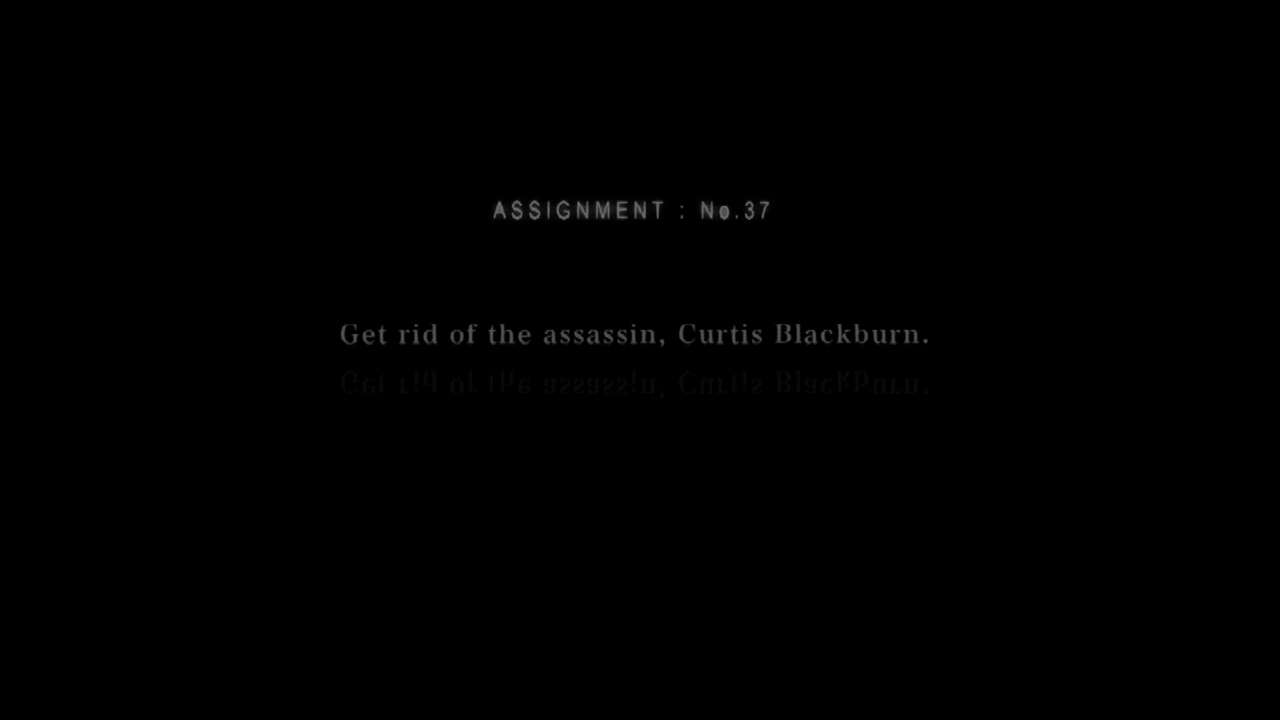 ASSIGNMENT : No.37
Get rid of the assassin, Curtis Blackburn.